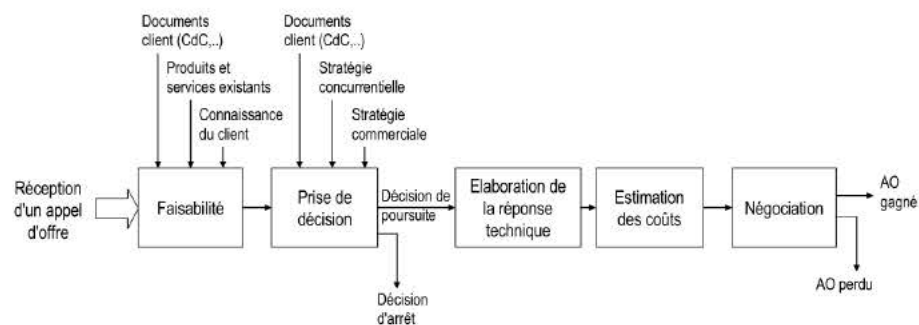 Documents
client (CdC,..)
Produits et
services existants
Connaissance
du client
Documents
client (CdC,..)
Stratégie
concurrentielle
Stratégie
commerciale
Réception
d'un appel
d'offre
Faisabilité
Prise de
décision
Décision de
poursuite
Décision
d'arrêt
Elaboration de
la réponse
technique
Estimation
des coûts
Négociation
AO
gagné
AO perdu